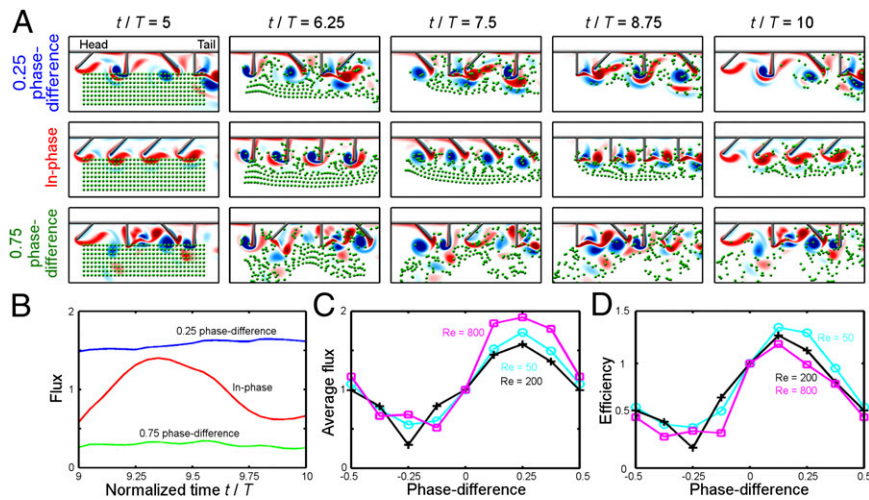 A
t / T = 5
t / T = 6.25
t / T = 7.5
t / T = 8.75
t / T = 10
Head
Tail
0.25
phase-
difference
In-phase
0.75
phase-
difference
B
2
1
0
Flux
0.25 phase-difference
In-phase
0.75 phase-difference
9
9.25
9.5
9.75
10
Normalized time t / T
C
2
1
0
Average flux
Re = 800
Re = 50
Re = 200
-0.5
-0.25
0
0.25
0.5
Phase-difference
D
1.5
1
0.5
0
Efficiency
Re = 50
Re = 200
Re = 800
-0.5
-0.25
0
0.25
0.5
Phase-difference